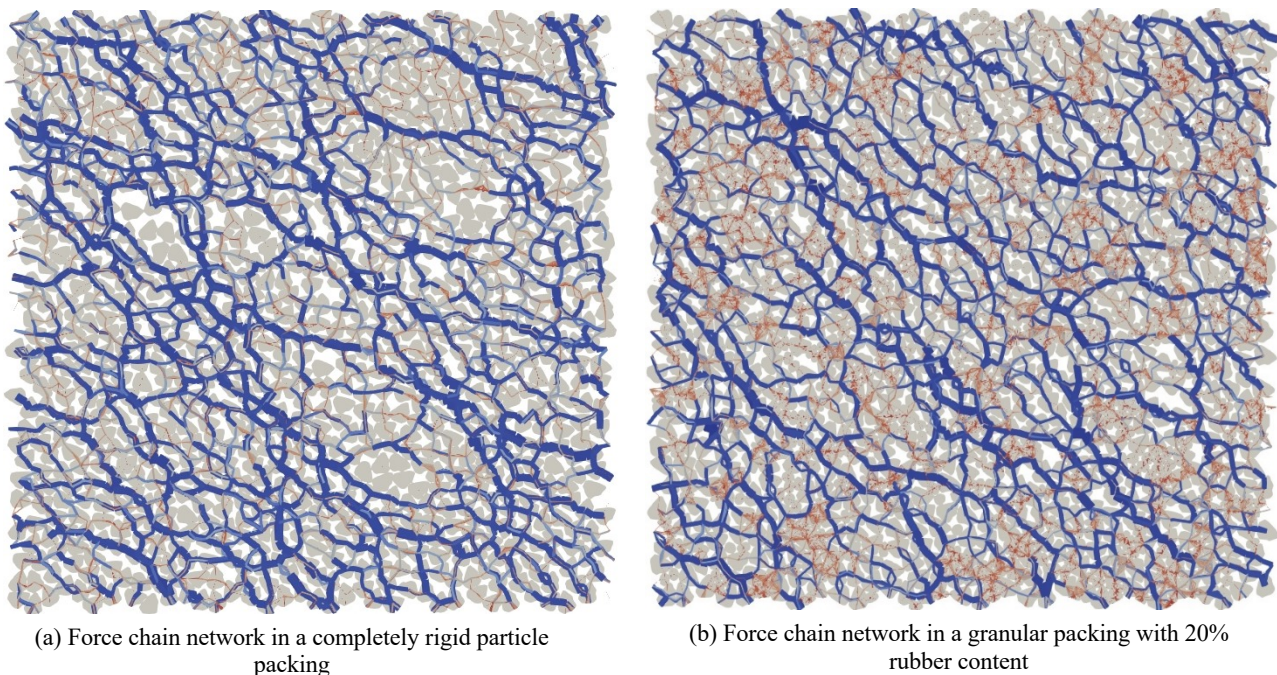 (a) Force chain network in a completely rigid particle
packing
(b) Force chain network in a granular packing with 20%
rubber content